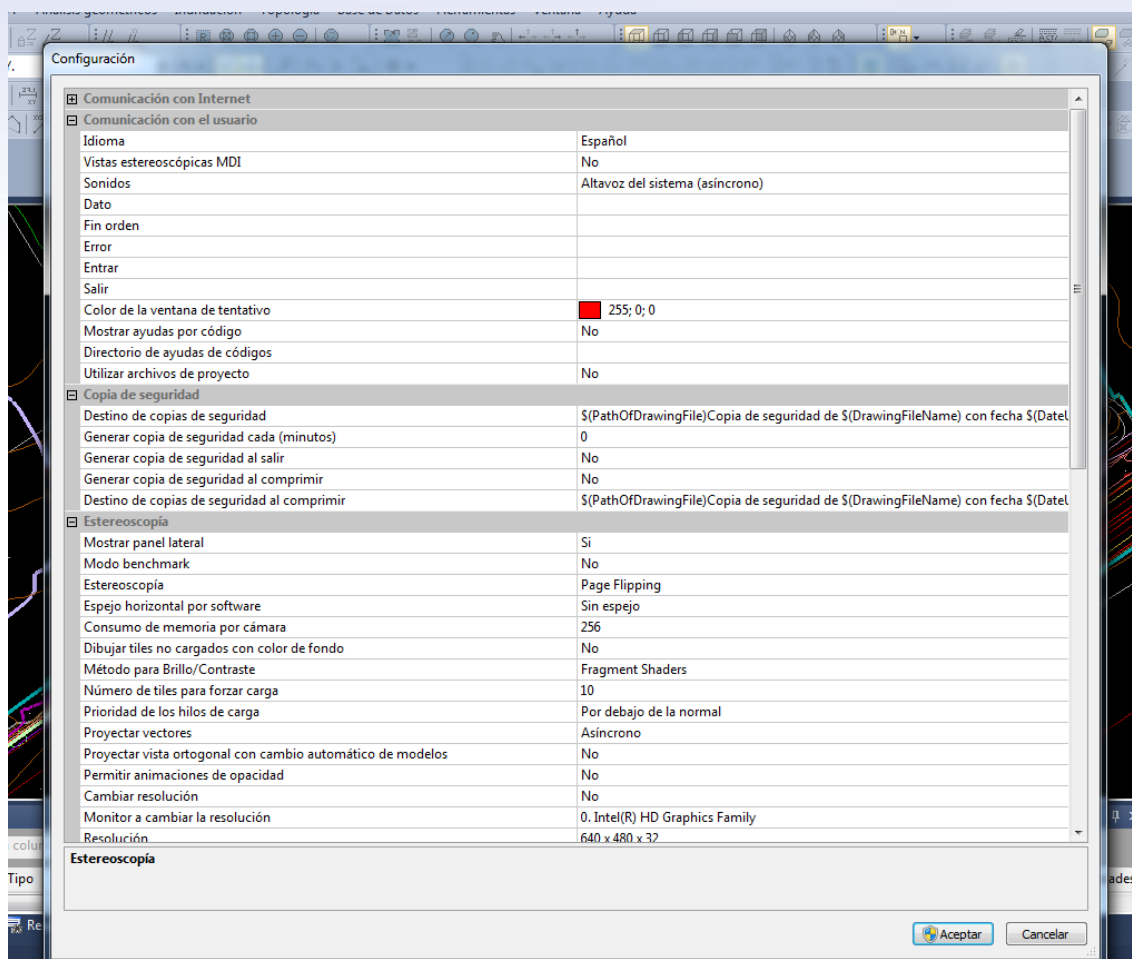 Configuración
Comunicación con Internet
Comunicación con el usuario
Idioma Español
Vistas estereoscópicas MDI No
Sonidos Altavoz del sistema (asíncrono)
Dato
Fin orden
Error
Entrar
Salir
Color de la ventana de tentativo 255; 0; 0
Mostrar ayudas por código No
Directorio de ayudas de códigos
Utilizar archivos de proyecto No
Copia de seguridad
Destino de copias de seguridad $(PathOfDrawingFile)Copia de seguridad de $(DrawingFileName) con fecha $(Date
Generar copia de seguridad cada (minutos) 0
Generar copia de seguridad al salir No
Generar copia de seguridad al comprimir No
Destino de copias de seguridad al comprimir $(PathOfDrawingFile)Copia de seguridad de $(DrawingFileName) con fecha $(Date
Estereoscopía
Mostrar panel lateral Si
Modo benchmark No
Estereoscopía Page Flipping
Espejo horizontal por software Sin espejo
Consumo de memoria por cámara 256
Dibujar tiles no cargados con color de fondo No
Método para Brillo/Contraste Fragment Shaders
Número de tiles para forzar carga 10
Prioridad de los hilos de carga Por debajo de la normal
Proyectar vectores Asíncrono
Proyectar vista ortogonal con cambio automático de modelos No
Permitir animaciones de opacidad No
Cambiar resolución No
Monitor a cambiar la resolución 0. Intel(R) HD Graphics Family
Resolución 640 x 480 x 32
colu
Estereoscopía
Tipo ades
Re
Aceptar Cancelar